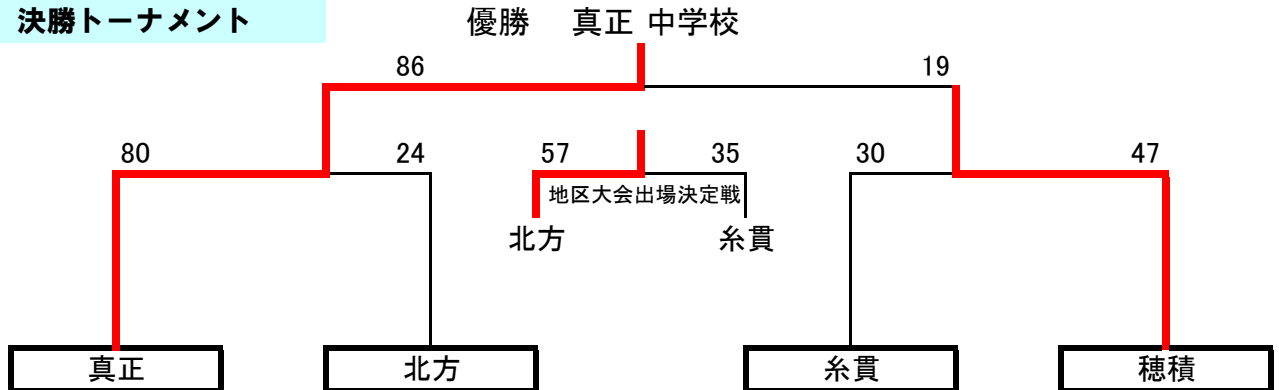 決勝トーナメント
優勝 真正 中学校
86 19
80 24 57 35 30 47
地区大会出場決定戦
北方 糸貫
真正 北方 糸貫 穂積